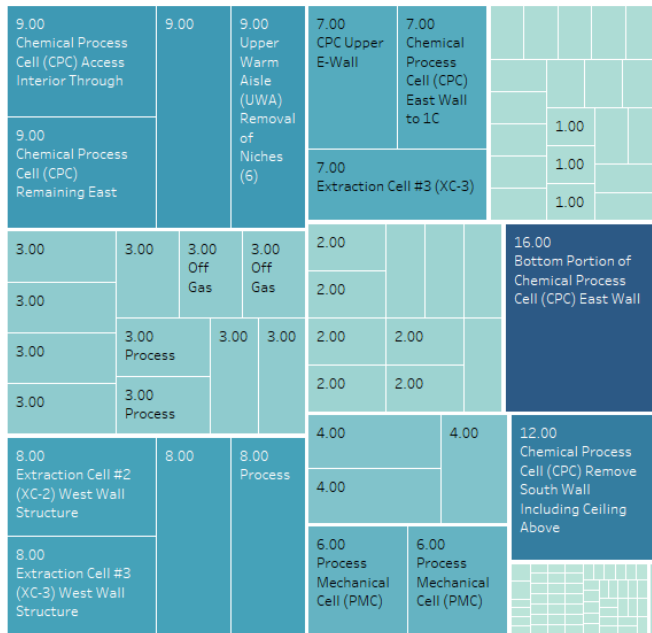 9.00
Chemical Process
Cell (CPC) Access
Interior Through
9.00
9.00
Upper
Warm
Aisle
(UWA)
Removal
of
Niches
(6)
9.00
Chemical Process
Cell (CPC)
Remaining East
7.00
CPC Upper
E-Wall
7.00
Chemical
Process
Cell (CPC)
East Wall
to 1C
7.00
Extraction Cell #3 (XC-3)
1.00
1.00
1.00
3.00
3.00
3.00
3.00
3.00
3.00
Off
Gas
3.00
Off
Gas
3.00
Process
3.00
Process
3.00
3.00
2.00
2.00
2.00
2.00
2.00
2.00
16.00
Bottom Portion of
Chemical Process
Cell (CPC) East Wall
8.00
Extraction Cell #2
(XC-2) West Wall
Structure
8.00
Extraction Cell #3
(XC-3) West Wall
Structure
8.00
8.00
Process
4.00
4.00
4.00
6.00
Process
Mechanical
Cell (PMC)
6.00
Process
Mechanical
Cell (PMC)
12.00
Chemical Process
Cell (CPC) Remove
South Wall
Including Ceiling
Above